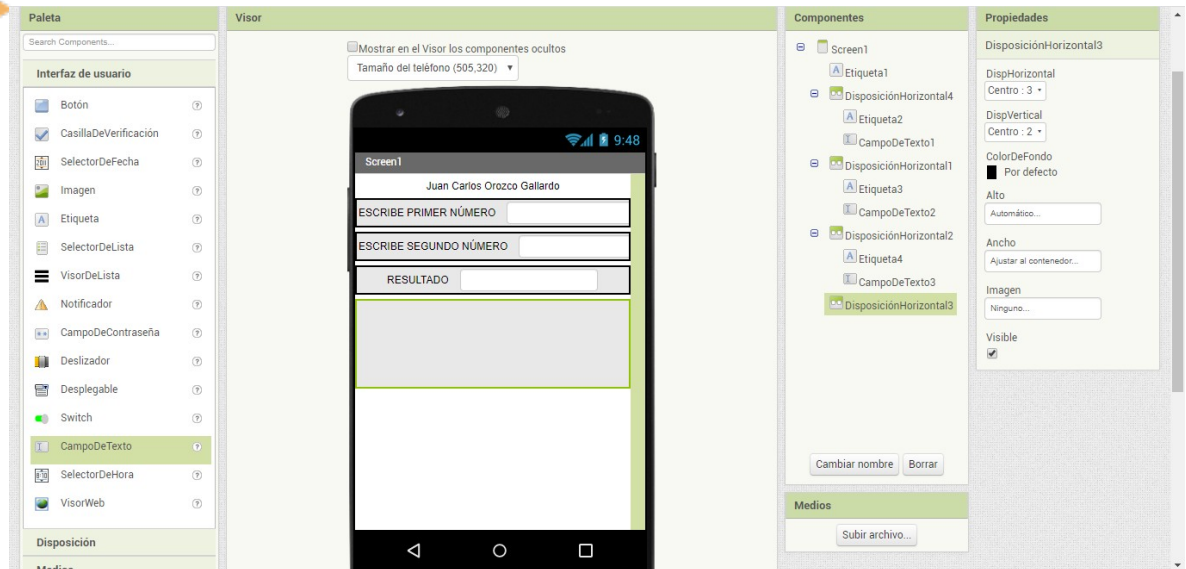 Paleta
Search Components...
Interfaz de usuario
Botón
CasillaDeVerificación
SelectorDeFecha
Imagen
Etiqueta
SelectorDeLista
VisorDeLista
Notificador
CampoDeContraseña
Deslizador
Desplegable
Switch
CampoDeTexto
SelectorDeHora
VisorWeb
Disposición
Medios
Visor
Mostrar en el Visor los componentes ocultos
Tamaño del teléfono (505,320)
9:48
Screen1
Juan Carlos Orozco Gallardo
ESCRIBE PRIMER NÚMERO
ESCRIBE SEGUNDO NÚMERO
RESULTADO
Componentes
Screen1
Etiqueta1
DisposiciónHorizontal4
Etiqueta2
CampoDeTexto1
DisposiciónHorizontal1
Etiqueta3
CampoDeTexto2
DisposiciónHorizontal2
Etiqueta4
CampoDeTexto3
DisposiciónHorizontal3
Cambiar nombre Borrar
Medios
Subir archivo...
Propiedades
DisposiciónHorizontal3
DispHorizontal
Centro : 3
DispVertical
Centro : 2
ColorDeFondo
Por defecto
Alto
Automático...
Ancho
Ajustar al contenedor...
Imagen
Ninguno...
Visible